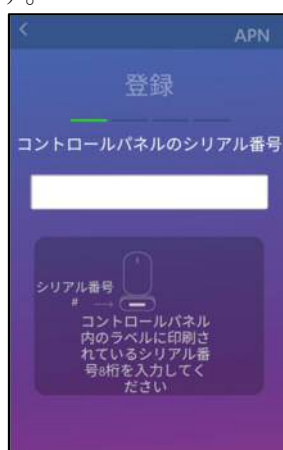 す。
APN
登録
コントロールパネルのシリアル番号
シリアル番号
#
コントロールパネル
内のラベルに印刷さ
れているシリアル番
号8桁を入力してく
ださい